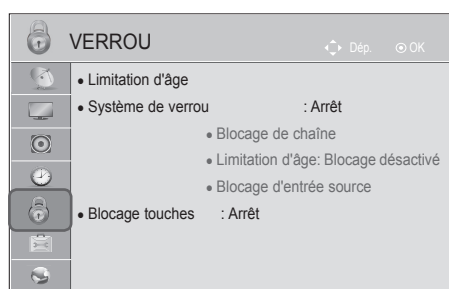 VERROU Dép. OK
• Limitation d'âge
• Système de verrou : Arrêt
• Blocage de chaîne
• Limitation d'âge: Blocage désactivé
• Blocage d'entrée source
• Blocage touches : Arrêt